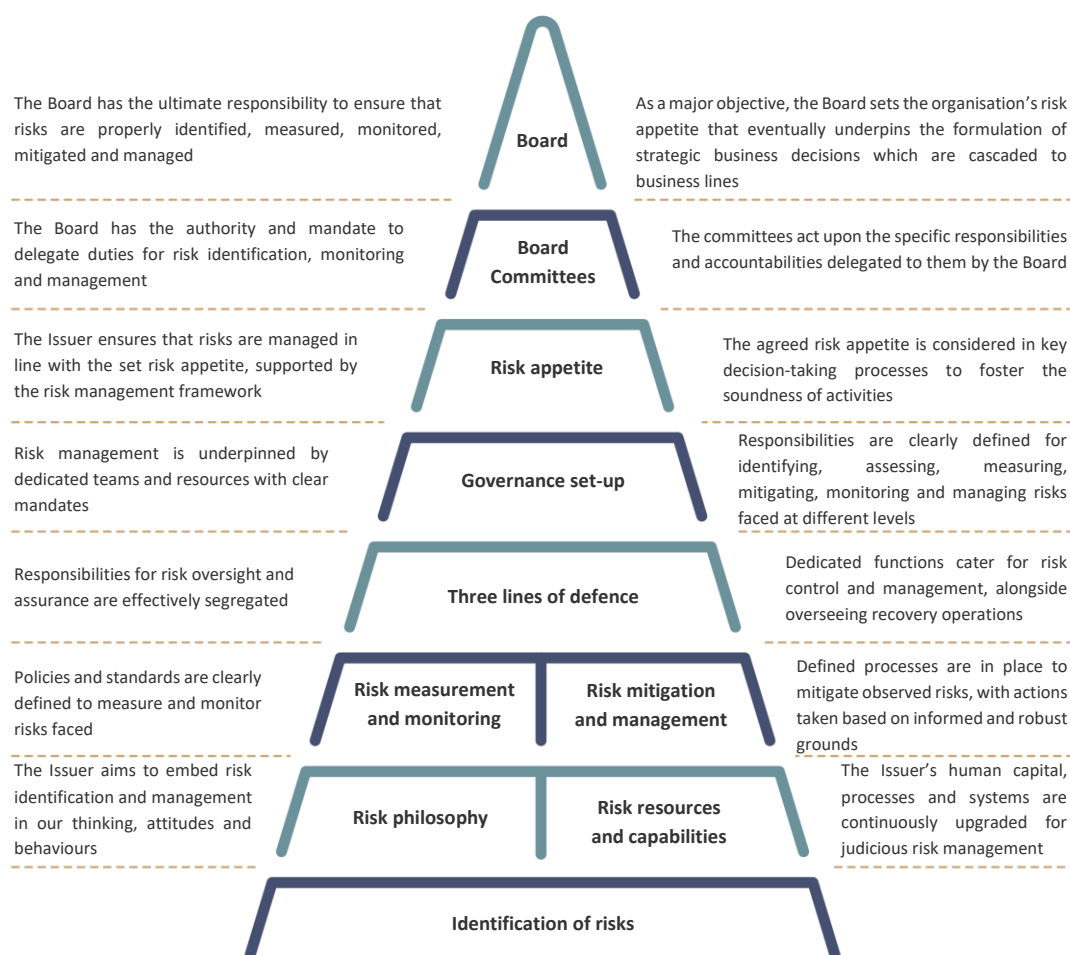 The Board has the ultimate responsibility to ensure that
risks are properly identified, measured, monitored,
mitigated and managed
Board
As a major objective, the Board sets the organisation's risk
appetite that eventually underpins the formulation of
strategic business decisions which are cascaded to
business lines
The Board has the authority and mandate to
delegate duties for risk identification, monitoring
and management
Board
Committees
The committees act upon the specific responsibilities
and accountabilities delegated to them by the Board
The Issuer ensures that risks are managed in
line with the set risk appetite, supported by
the risk management framework
Risk appetite
The agreed risk appetite is considered in key
decision-taking processes to foster the
soundness of activities
Risk management is underpinned by
dedicated teams and resources with clear
mandates
Governance set-up
Responsibilities are clearly defined for
identifying, assessing, measuring,
mitigating, monitoring and managing risks
faced at different levels
Responsibilities for risk oversight and
assurance are effectively segregated
Three lines of defence
Dedicated functions cater for risk
control and management, alongside
overseeing recovery operations
Policies and standards are clearly
defined to measure and monitor
risks faced
Risk measurement
and monitoring
Risk mitigation
and management
Defined processes are in place to
mitigate observed risks, with actions
taken based on informed and robust
grounds
The Issuer aims to embed risk
identification and management
in our thinking, attitudes and
behaviours
Risk philosophy
Risk resources
and capabilities
The Issuer's human capital,
processes and systems are
continuously upgraded for
judicious risk management
Identification of risks